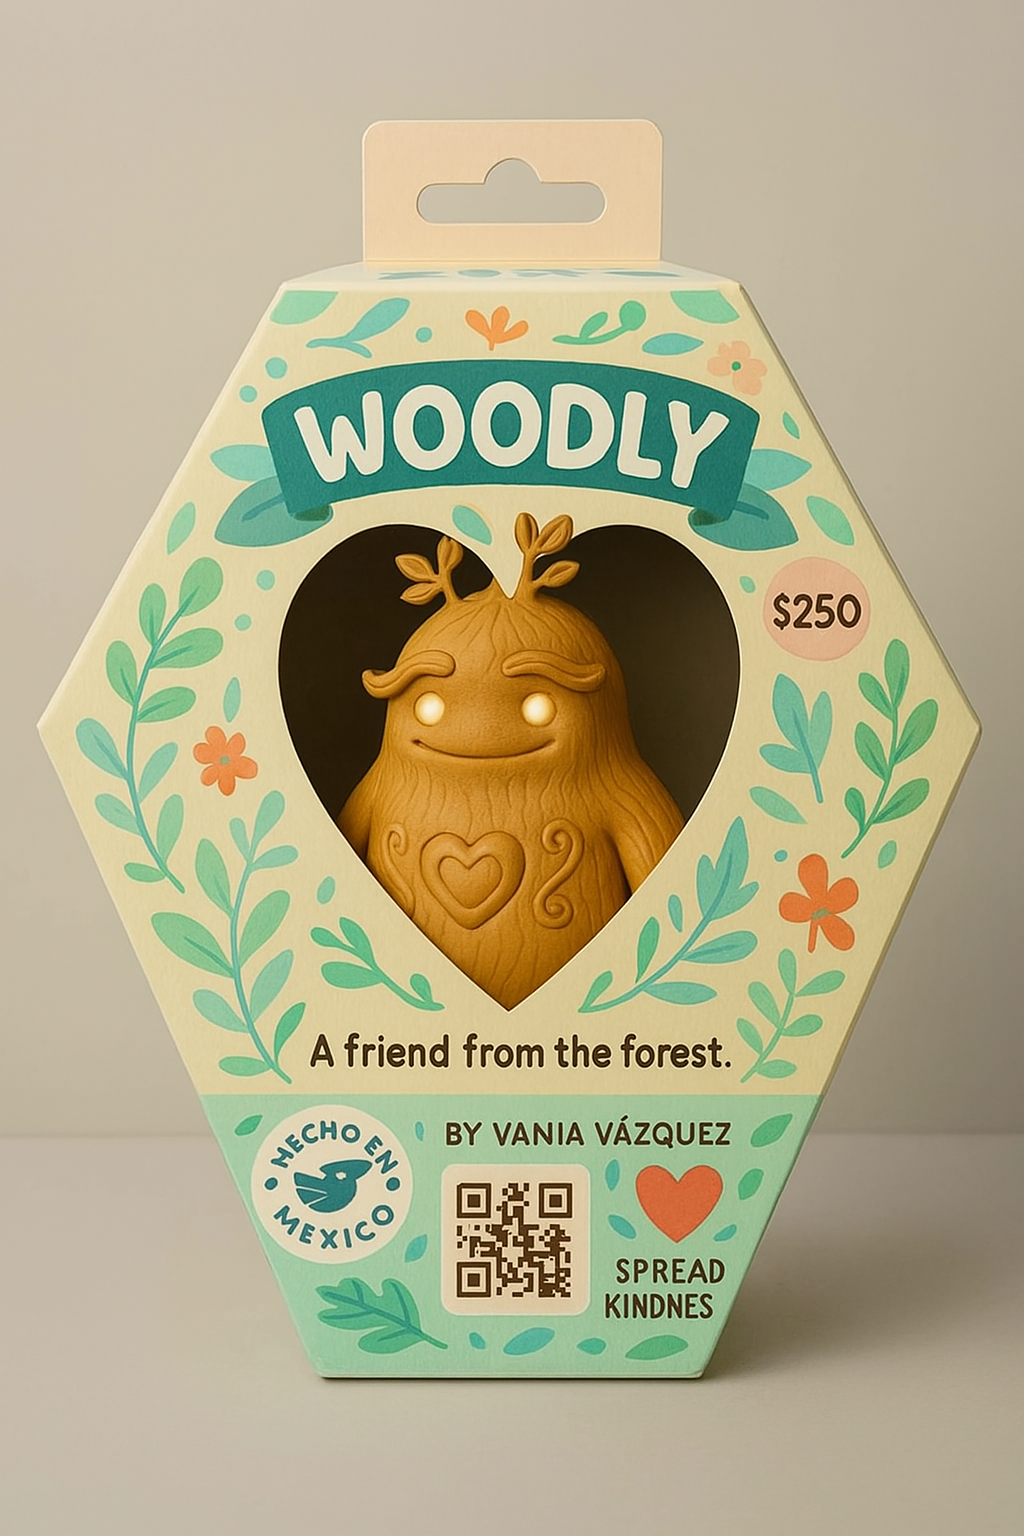 WOODLY
$250
A friend from the forest.
HECHO EN
MEXICO
BY VANIA VÁZQUEZ
SPREAD
KINDNES